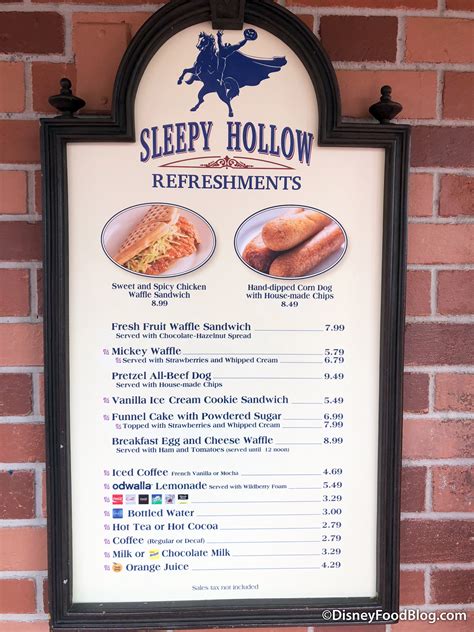 SLEEPY HOLLOW
REFRESHMENTS
Sweet and Spicy Chicken
Waffle Sandwich
8.99
Hand-dipped Corn Dog
with House-made Chips
8.49
Fresh Fruit Waffle Sandwich 7.99
Served with Chocolate-Hazelnut Spread
Mickey Waffle 5.79
Served with Strawberries and Whipped Cream 6.79
Pretzel All-Beef Dog 9.49
Served with House-made Chips
Vanilla Ice Cream Cookie Sandwich 5.49
Funnel Cake with Powdered Sugar 6.99
Topped with Strawberries and Whipped Cream 7.99
Breakfast Egg and Cheese Waffle 8.99
Served with Ham and Tomatoes (served until 12 noon)
Iced Coffee French Vanilla or Mocha 4.69
odwalla Lemonade Served with Wildberry Foam 5.49
3.29
Bottled Water 3.00
Hot Tea or Hot Cocoa 2.79
Coffee (Regular or Decaf) 2.79
Milk or Chocolate Milk 3.29
Orange Juice 4.29
Sales tax not included
©DisneyFoodBlog.com